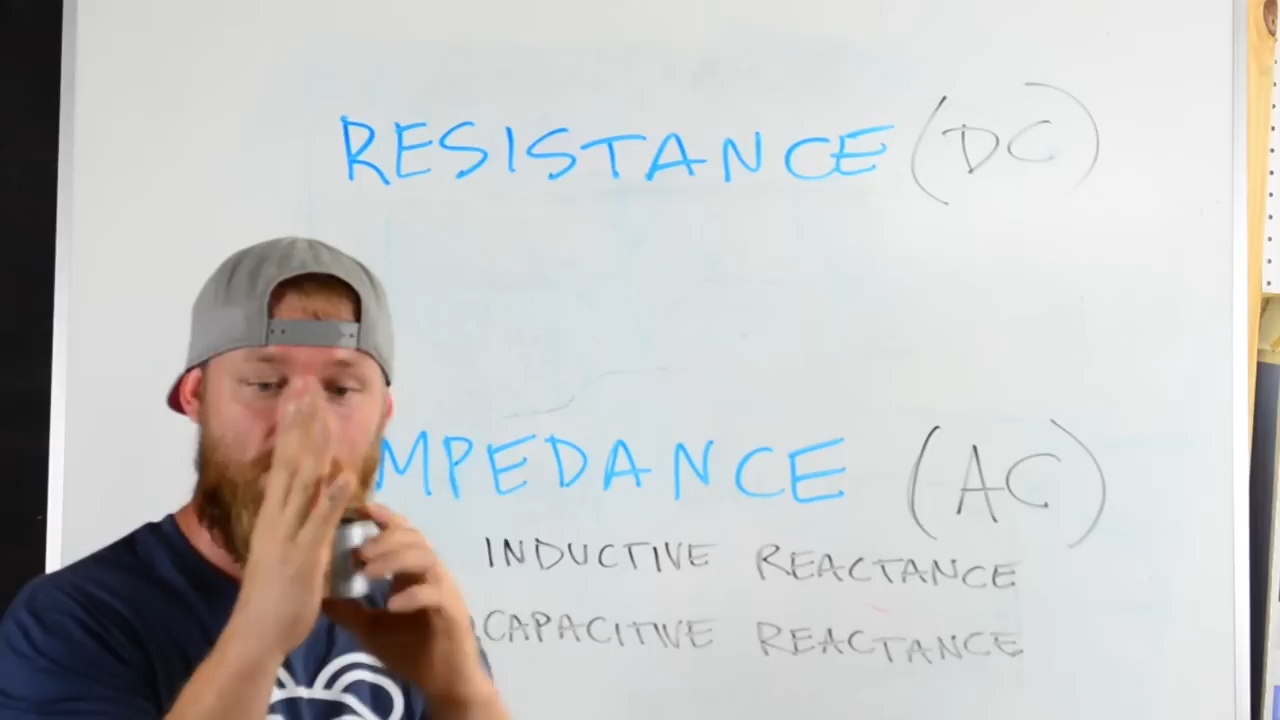 RESISTANCE (DC)
MPEDANCE (AC)
INDUCTIVE REACTANCE
CAPACITIVE REACTANCE